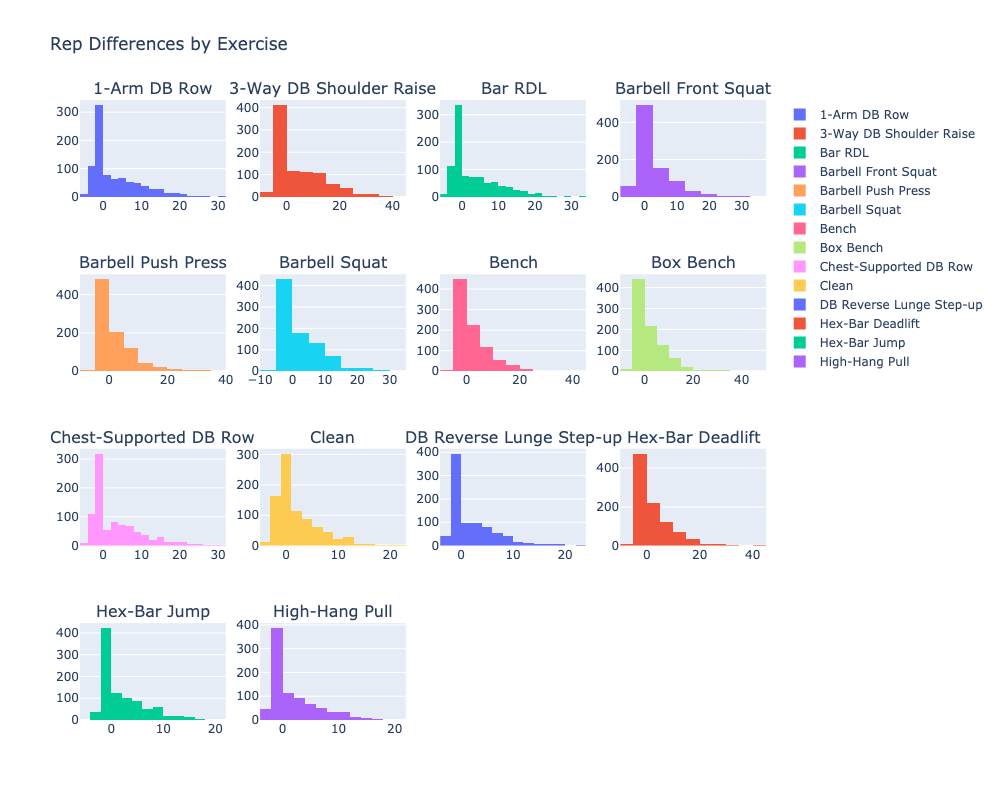 Rep Differences by Exercise
1-Arm DB Row 3-Way DB Shoulder Raise Bar RDL Barbell Front Squat
300
200
100
0
0 10 20 30
400
300
200
100
0
0 20 40
300
200
100
0
0 10 20 30
400
200
0
0 10 20 30
Barbell Push Press Barbell Squat Bench Box Bench
400
200
0
0 20 40
400
300
200
100
0
−10 0 10 20 30
400
300
200
100
0
0 20 40
400
300
200
100
0
0 20 40
Chest-Supported DB Row Clean DB Reverse Lunge Step-up Hex-Bar Deadlift
300
200
100
0
0 10 20 30
300
200
100
0
0 10 20
400
300
200
100
0
0 10 20
400
200
0
0 20 40
Hex-Bar Jump High-Hang Pull
400
300
200
100
0
0 10 20
400
300
200
100
0
0 10 20
1-Arm DB Row
3-Way DB Shoulder Raise
Bar RDL
Barbell Front Squat
Barbell Push Press
Barbell Squat
Bench
Box Bench
Chest-Supported DB Row
Clean
DB Reverse Lunge Step-up
Hex-Bar Deadlift
Hex-Bar Jump
High-Hang Pull